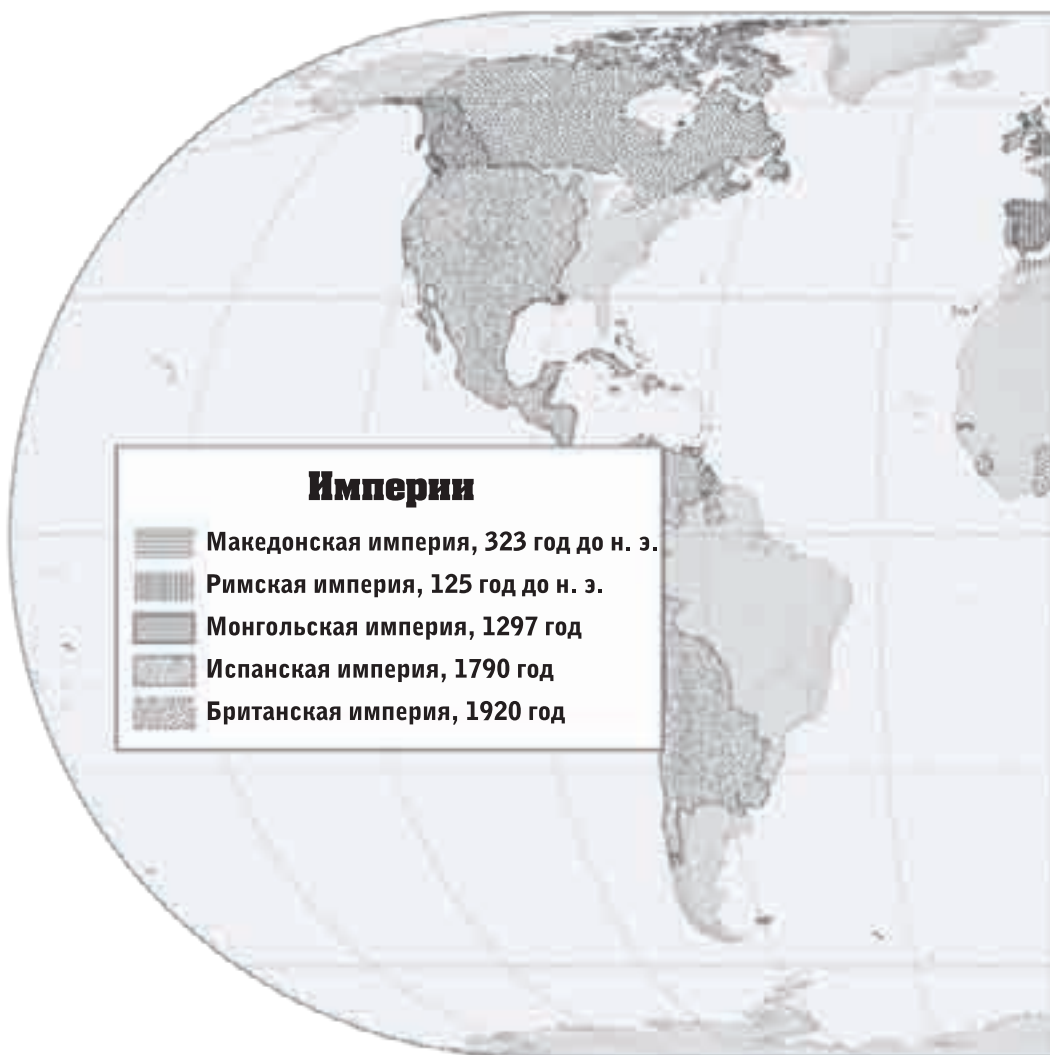 Империи
Македонская империя, 323 год до н. э.
Римская империя, 125 год до н. э.
Монгольская империя, 1297 год
Испанская империя, 1790 год
Британская империя, 1920 год